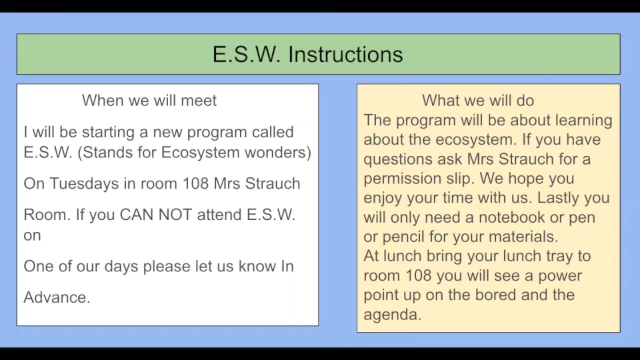 E.S.W. Instructions
When we will meet
I will be starting a new program called
E.S.W. (Stands for Ecosystem wonders)
On Tuesdays in room 108 Mrs Strauch
Room. If you CAN NOT attend E.S.W.
on
One of our days please let us know In
Advance.
What we will do
The program will be about learning
about the ecosystem. If you have
questions ask Mrs Strauch for a
permission slip. We hope you
enjoy your time with us. Lastly you
will only need a notebook or pen
or pencil for your materials.
At lunch bring your lunch tray to
room 108 you will see a power
point up on the bored and the
agenda.